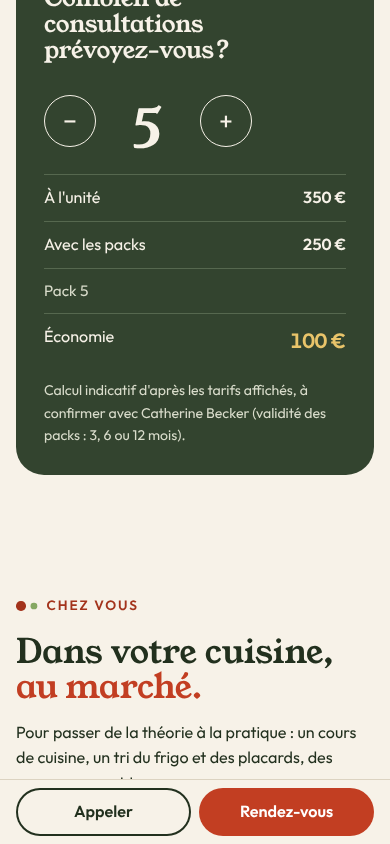 Combien de
consultations
prévoyez-vous ?
− 5 +
À l'unité 350 €
Avec les packs 250 €
Pack 5
Économie 100 €
Calcul indicatif d'après les tarifs affichés, à
confirmer avec Catherine Becker (validité des
packs : 3, 6 ou 12 mois).
CHEZ VOUS
Dans votre cuisine,
au marché.
Pour passer de la théorie à la pratique : un cours
de cuisine, un tri du frigo et des placards, des
Appeler Rendez-vous